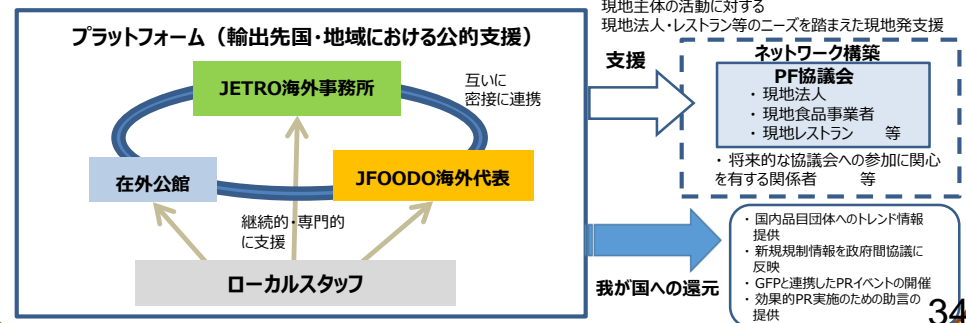 現地主体の活動に対する
現地法人・レストラン等のニーズを踏まえた現地発支援
プラットフォーム（輸出先国・地域における公的支援）
JETRO海外事務所
互いに
密接に連携
在外公館
JFOODO海外代表
継続的・専門的
に支援
ローカルスタッフ
支援
ネットワーク構築
PF協議会
・現地法人
・現地食品事業者
・現地レストラン　等
・将来的な協議会への参加に関心
を有する関係者　　等
我が国への還元
・国内品目団体へのトレンド情報
提供
・新規規制情報を政府間協議に
反映
・GFPと連携したPRイベントの開催
・効果的PR実施のための助言の
提供
34